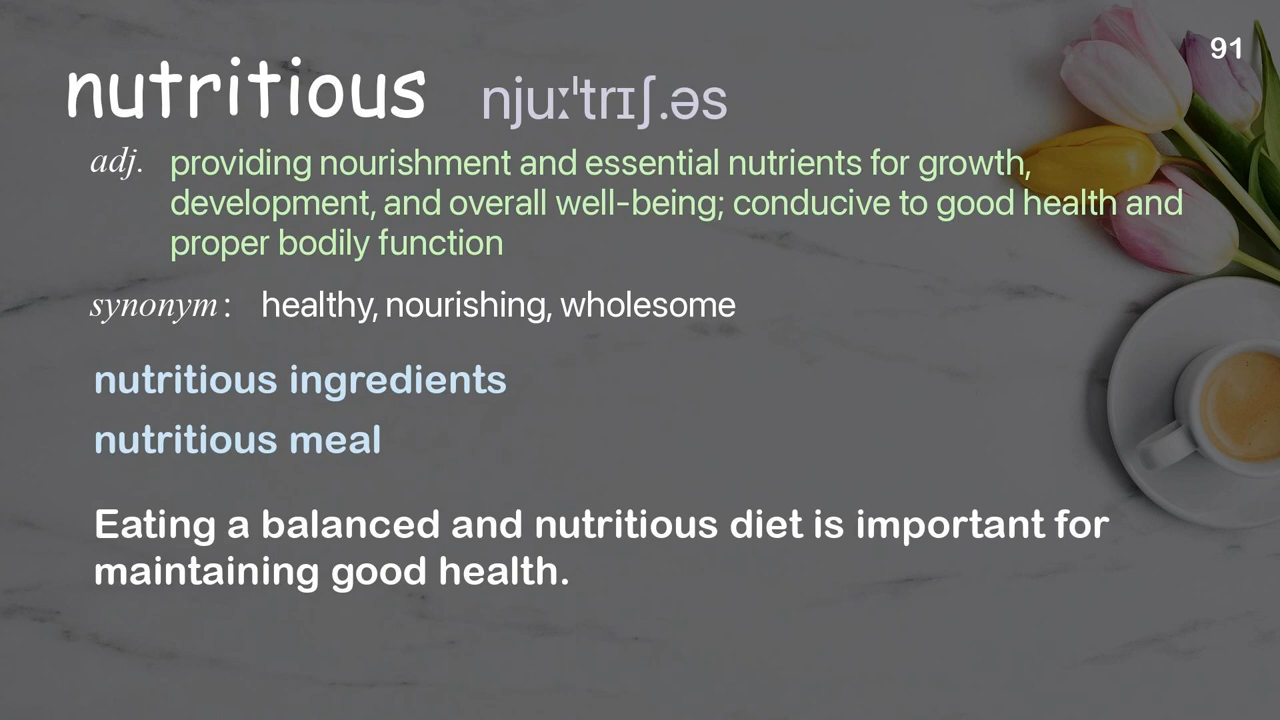 91
nutritious njuːˈtrɪʃ.əs
adj. providing nourishment and essential nutrients for growth,
development, and overall well-being; conducive to good health and
proper bodily function
synonym: healthy, nourishing, wholesome
nutritious ingredients
nutritious meal
Eating a balanced and nutritious diet is important for
maintaining good health.